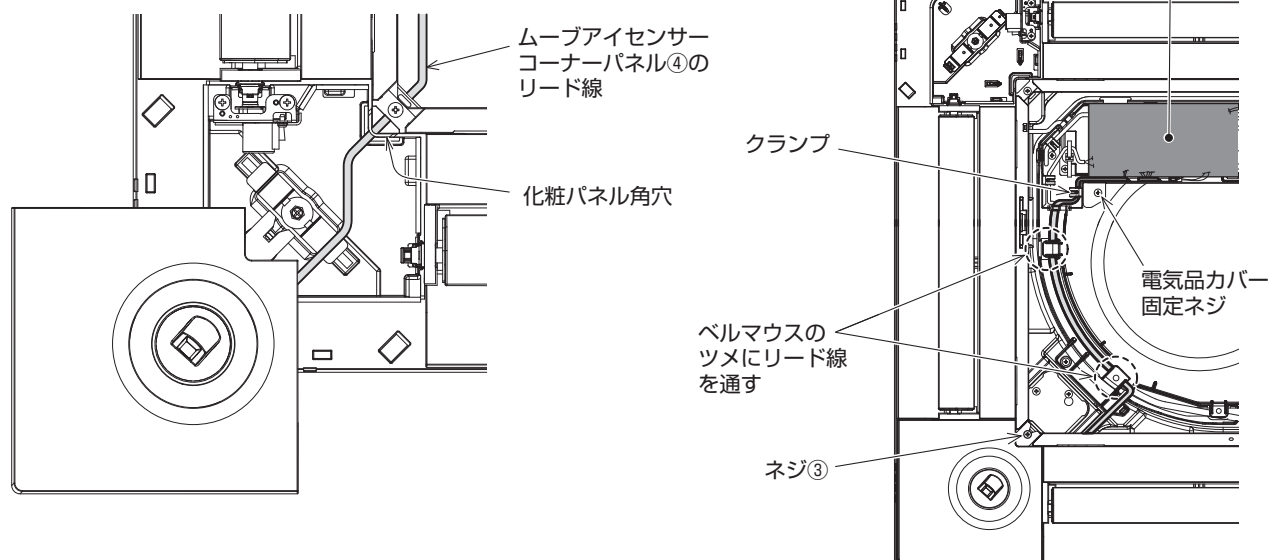 ムーブアイセンサー
コーナーパネル④の
リード線
化粧パネル角穴
クランプ
電気品カバー
固定ネジ
ベルマウスの
ツメにリード線
を通す
ネジ③